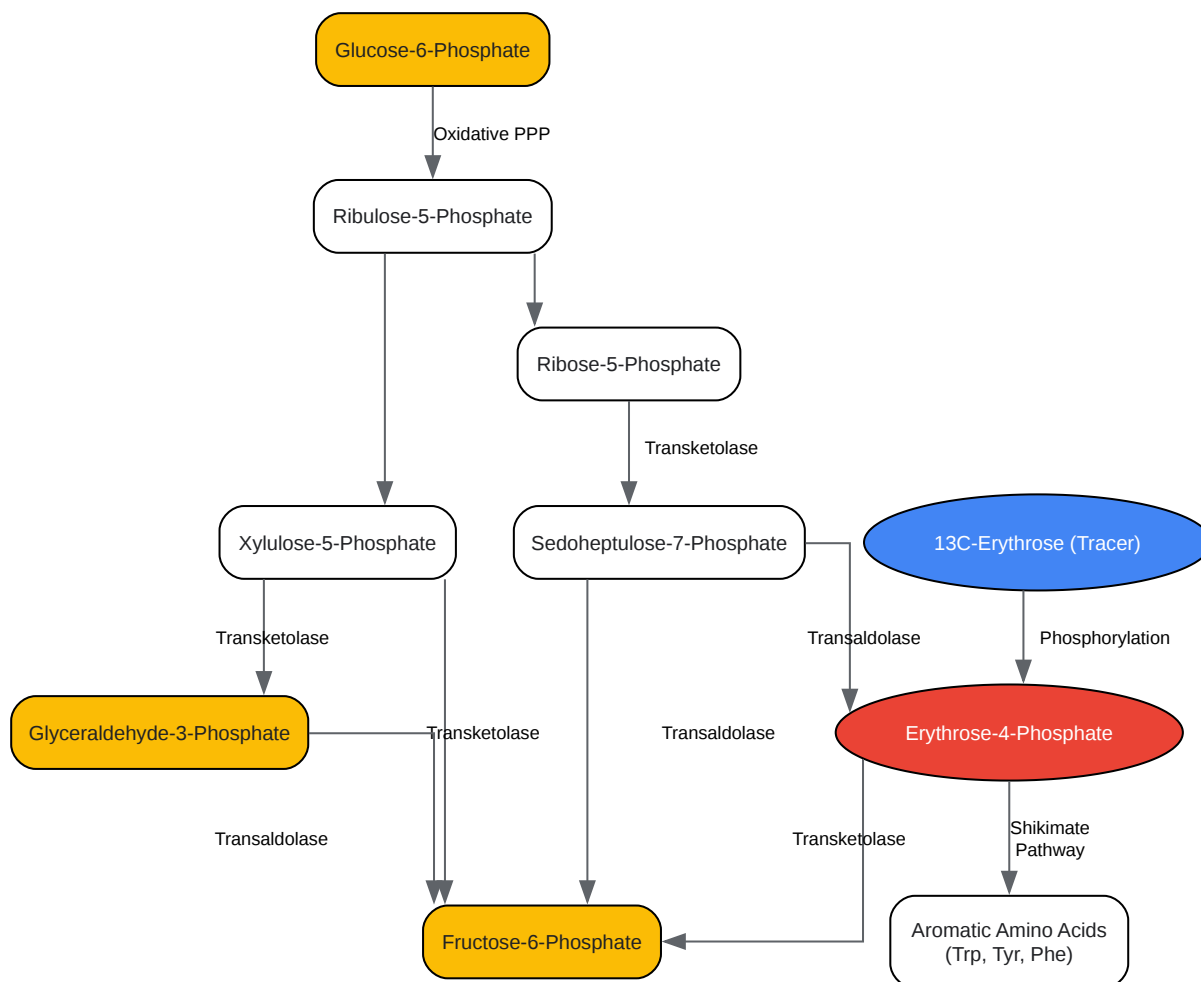 Glucose-6-Phosphate
Oxidative PPP
Ribulose-5-Phosphate
Ribose-5-Phosphate
Transketolase
Xylulose-5-Phosphate
Sedoheptulose-7-Phosphate
13C-Erythrose (Tracer)
Transketolase
Transaldolase
Phosphorylation
Glyceraldehyde-3-Phosphate
Transketolase
Transaldolase
Erythrose-4-Phosphate
Transaldolase
Transketolase
Shikimate
Pathway
Fructose-6-Phosphate
Aromatic Amino Acids
(Trp, Tyr, Phe)